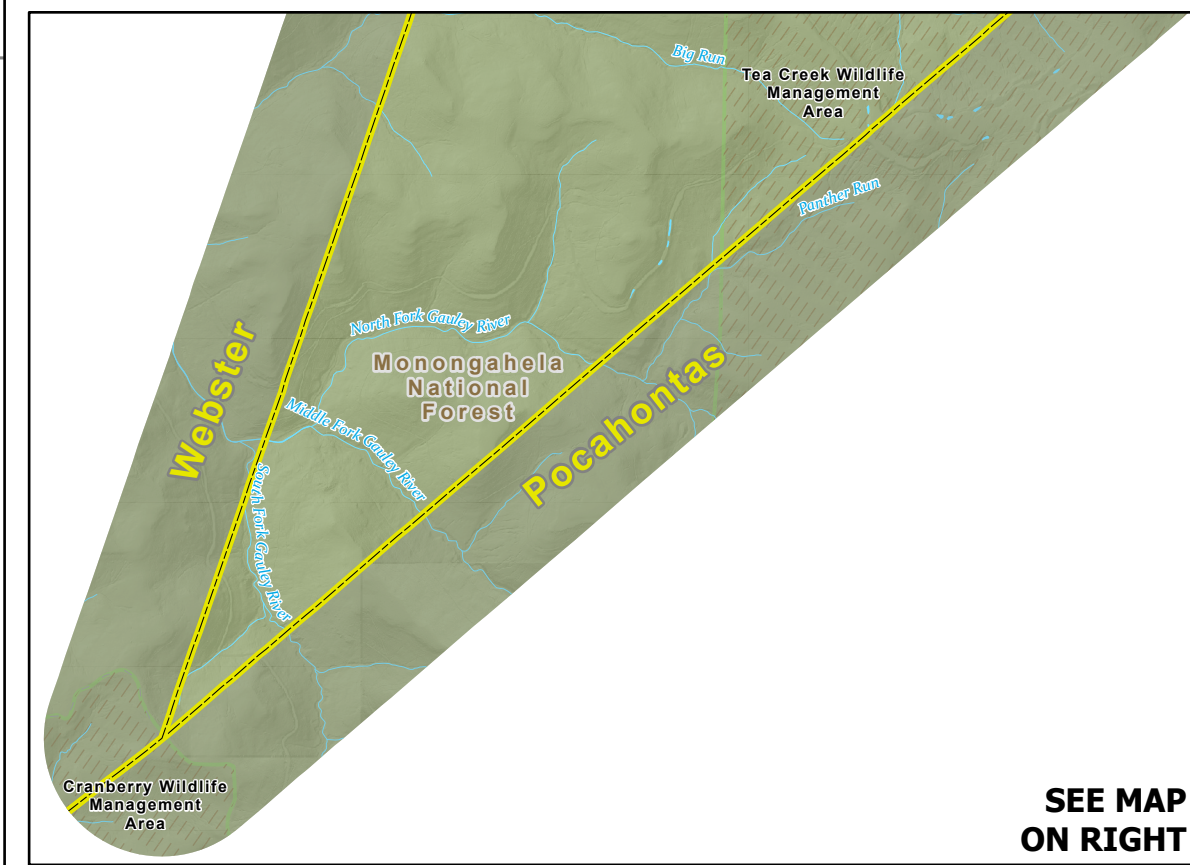 Big Run
Tea Creek Wildlife
Management
Area
Panther Run
North Fork Gauley River
Webster
Monongahela
National
Forest
Pocahontas
Middle Fork Gauley River
South Fork Gauley River
Cranberry Wildlife
Management
Area
SEE MAP
ON RIGHT